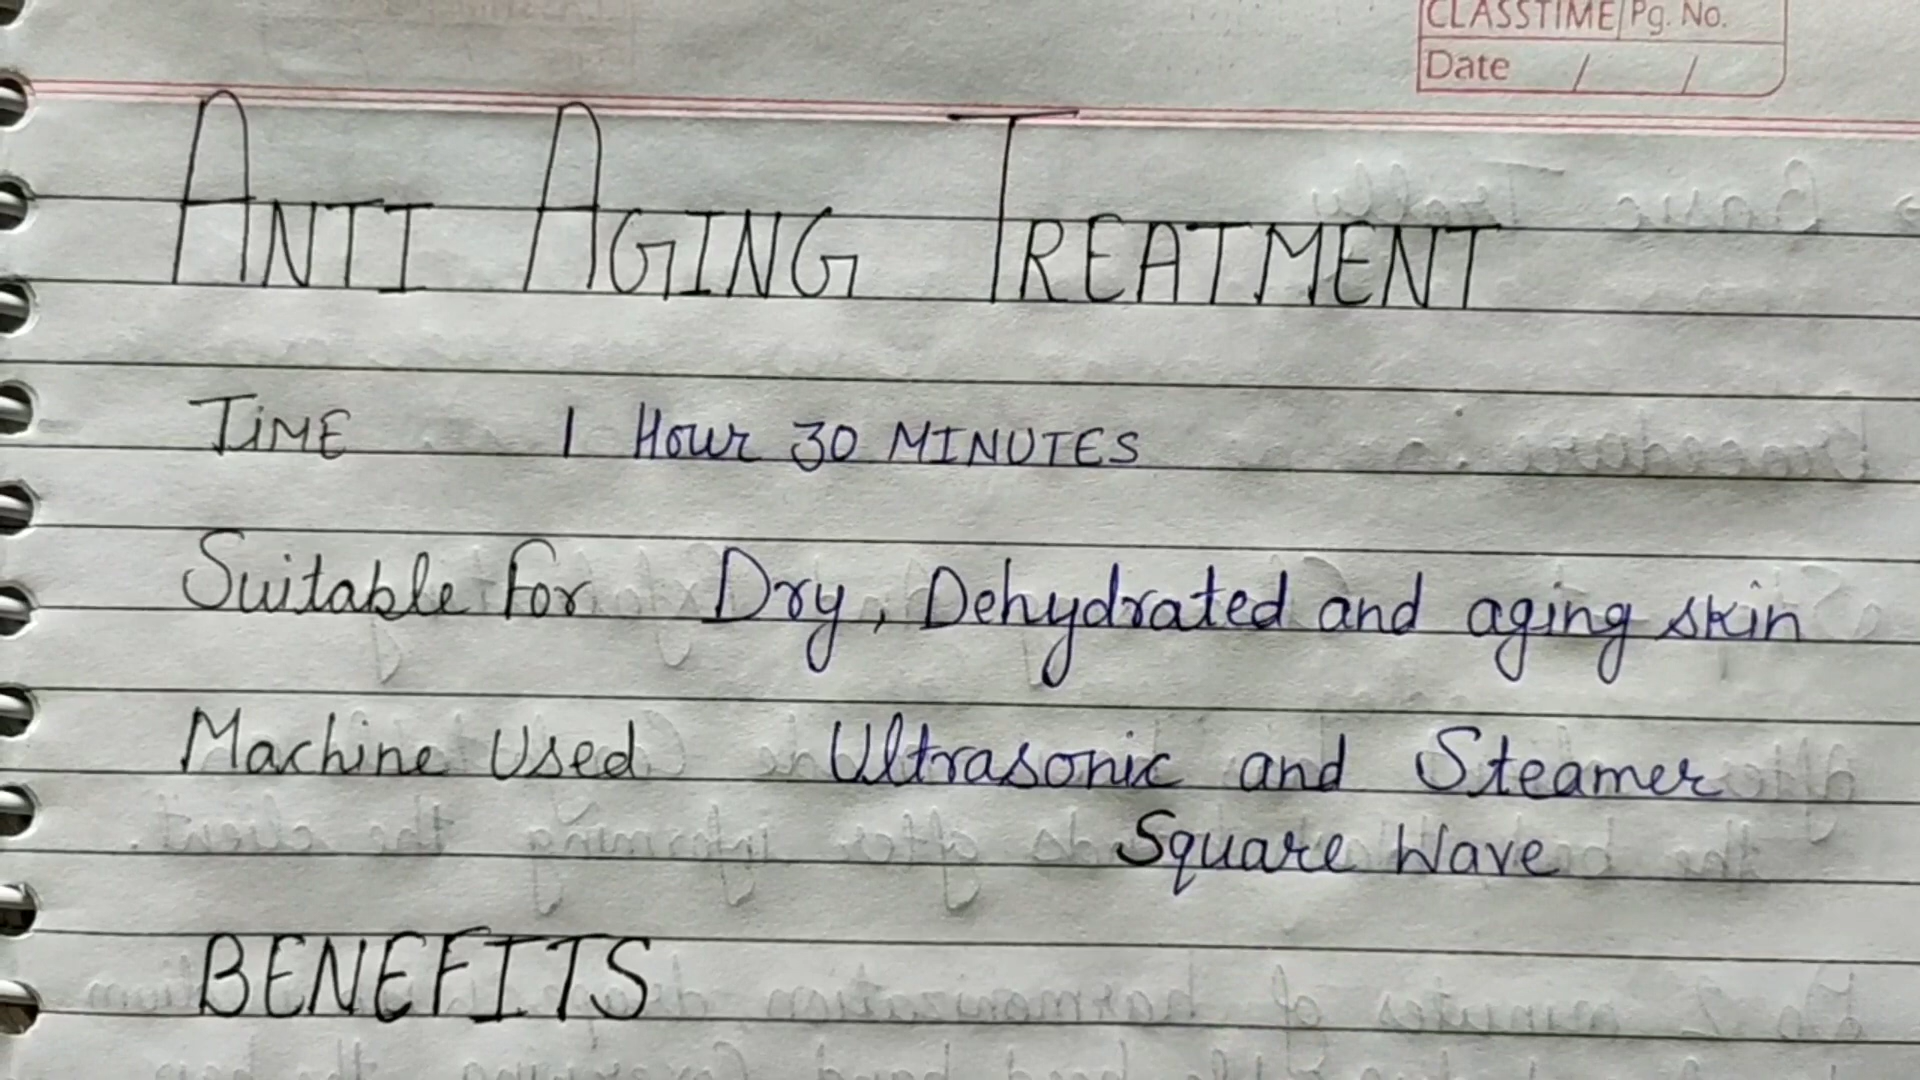 CLASSTIME Pg. No.
Date / /
ANTI AGING TREATMENT
TIME 1 Hour 30 MINUTES
Suitable For Dry, Dehydrated and aging skin
Machine Used Ultrasonic and Steamer
Square Wave
BENEFITS